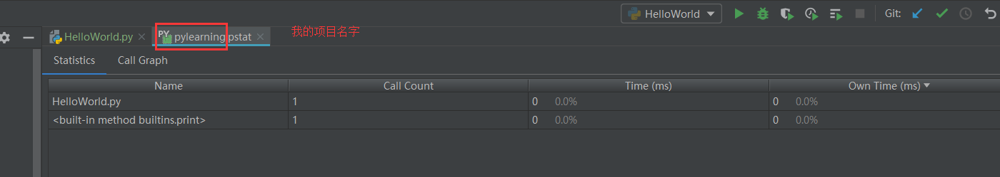 HelloWorld
Git:
HelloWorld.py
PY pylearning.pstat
我的项目名字
Statistics Call Graph
Name Call Count Time (ms) Own Time (ms)
HelloWorld.py 1 0 0.0% 0 0.0%
<built-in method builtins.print> 1 0 0.0% 0 0.0%